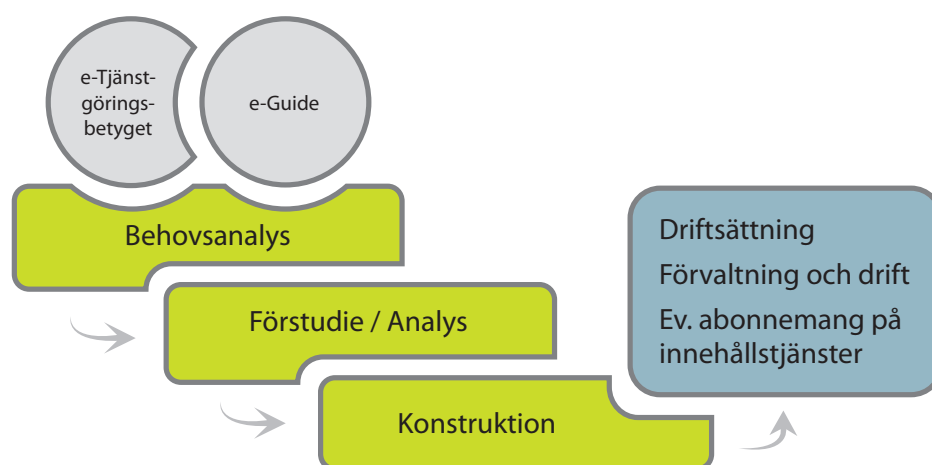 e-Tjänst-
görings-
betyget
e-Guide
Behovsanalys
Förstudie / Analys
Konstruktion
Driftsättning
Förvaltning och drift
Ev. abonnemang på
innehållstjänster